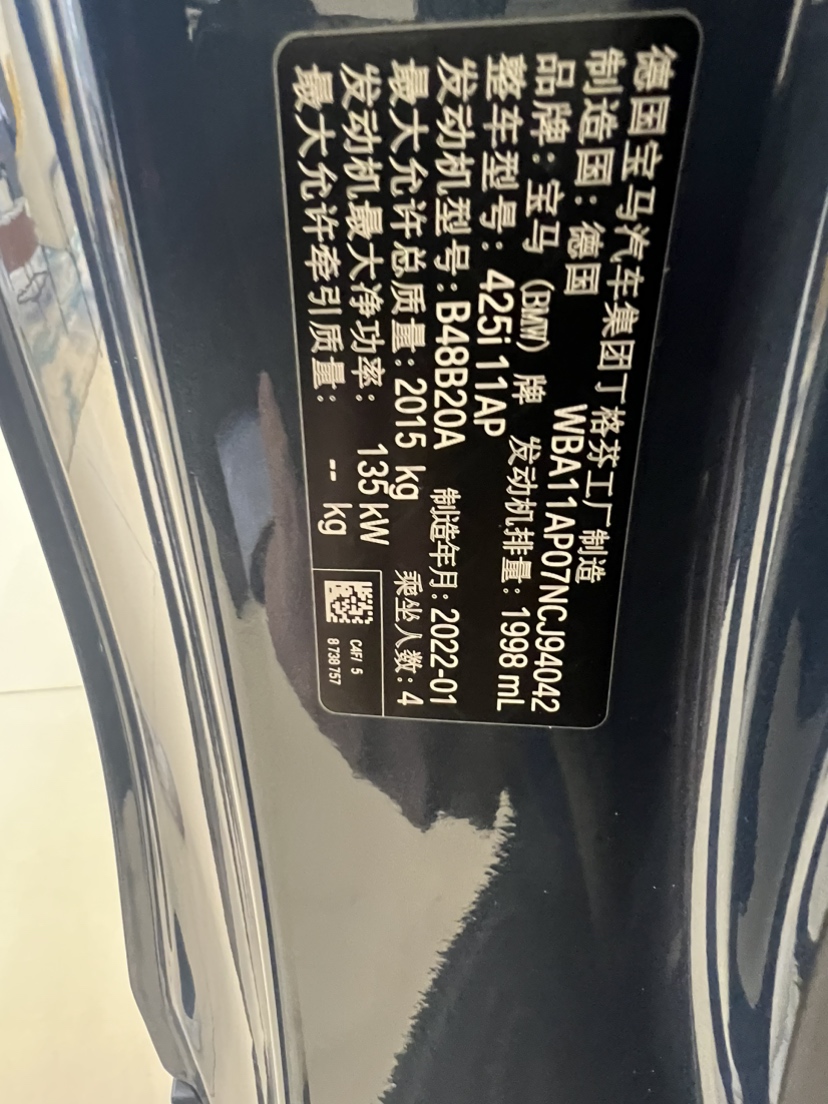 德国宝马汽车集团丁格芬工厂 制造
制造国：德国 WBA11AP07NCJ94042
品牌：宝马（BMW）牌 发动机排量：1998 mL
整车型号：425i 11AP
发动机型号：B48B20A 制造年月：2022-01
最大允许总质量：2015 kg 乘坐人数：4
发动机最大净功率： 135 kW
最大允许牵引质量： -- kg
C4FI 5
8 738 757